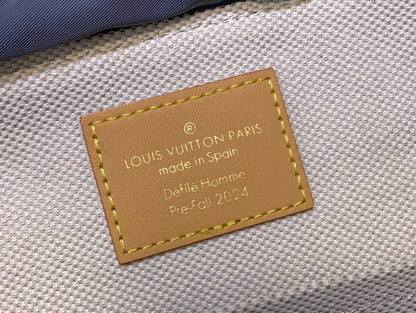 ®
LOUIS VUITTON PARIS
made in Spain
Défilé Homme
Pre-Fall 2024